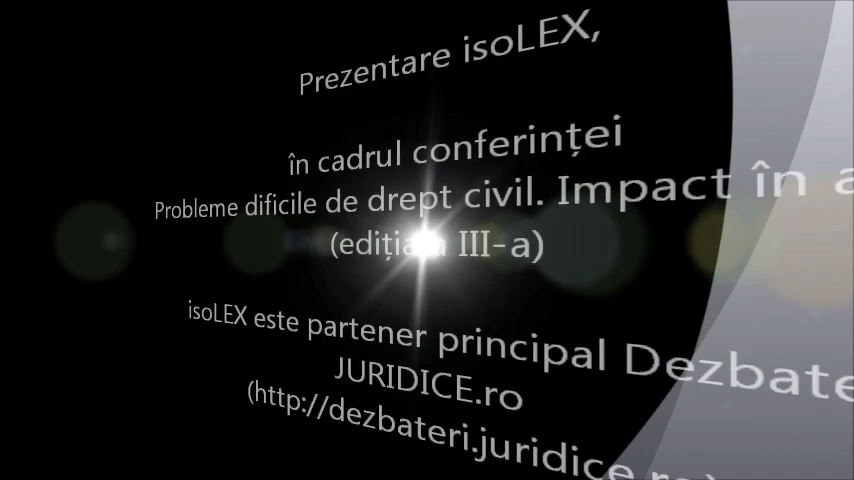 Prezentare isoLEX,
în cadrul conferinței
Probleme dificile de drept civil. Impact în
(ediția III-a)
isoLEX este partener principal
JURIDICE.ro
(http://dezbateri.juridice.ro)